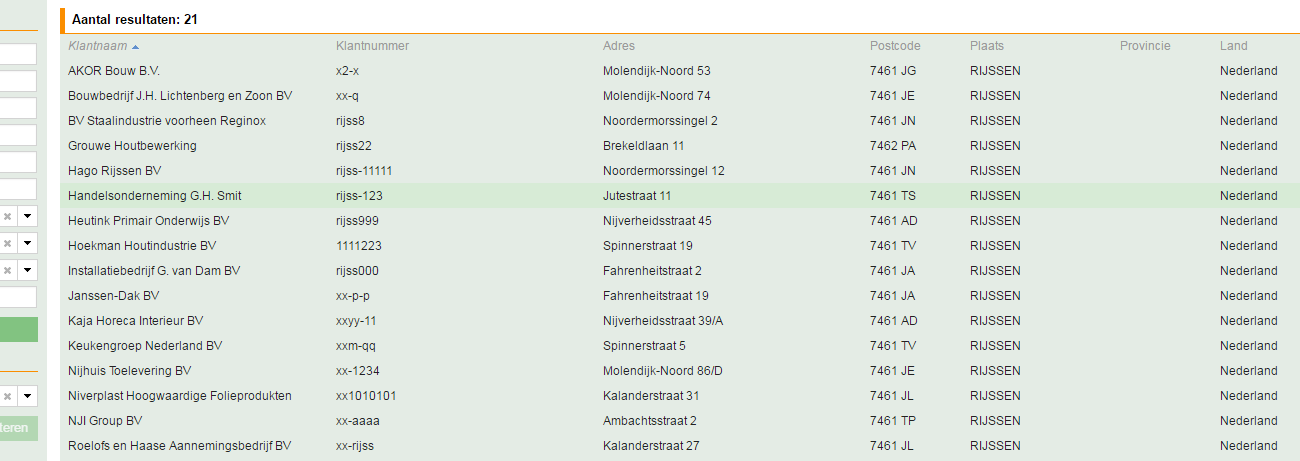 Aantal resultaten: 21
Klantnaam Klantnummer Adres Postcode Plaats Provincie Land
AKOR Bouw B.V. x2-x Molendijk-Noord 53 7461 JG RIJSSEN Nederland
Bouwbedrijf J.H. Lichtenberg en Zoon BV xx-q Molendijk-Noord 74 7461 JE RIJSSEN Nederland
BV Staalindustrie voorheen Reginox rijss8 Noordermorssingel 2 7461 JN RIJSSEN Nederland
Grouwe Houtbewerking rijss22 Brekeldlaan 11 7462 PA RIJSSEN Nederland
Hago Rijssen BV rijss-11111 Noordermorssingel 12 7461 JN RIJSSEN Nederland
Handelsonderneming G.H. Smit rijss-123 Jutestraat 11 7461 TS RIJSSEN Nederland
Heutink Primair Onderwijs BV rijss999 Nijverheidsstraat 45 7461 AD RIJSSEN Nederland
Hoekman Houtindustrie BV 1111223 Spinnerstraat 19 7461 TV RIJSSEN Nederland
Installatiebedrijf G. van Dam BV rijss000 Fahrenheitstraat 2 7461 JA RIJSSEN Nederland
Janssen-Dak BV xx-p-p Fahrenheitstraat 19 7461 JA RIJSSEN Nederland
Kaja Horeca Interieur BV xxyy-11 Nijverheidsstraat 39/A 7461 AD RIJSSEN Nederland
Keukengroep Nederland BV xxm-qq Spinnerstraat 5 7461 TV RIJSSEN Nederland
Nijhuis Toelevering BV xx-1234 Molendijk-Noord 86/D 7461 JE RIJSSEN Nederland
Niverplast Hoogwaardige Folieprodukten xx1010101 Kalanderstraat 31 7461 JL RIJSSEN Nederland
teren NJI Group BV xx-aaaa Ambachtsstraat 2 7461 TP RIJSSEN Nederland
Roelofs en Haase Aannemingsbedrijf BV xx-rijss Kalanderstraat 27 7461 JL RIJSSEN Nederland